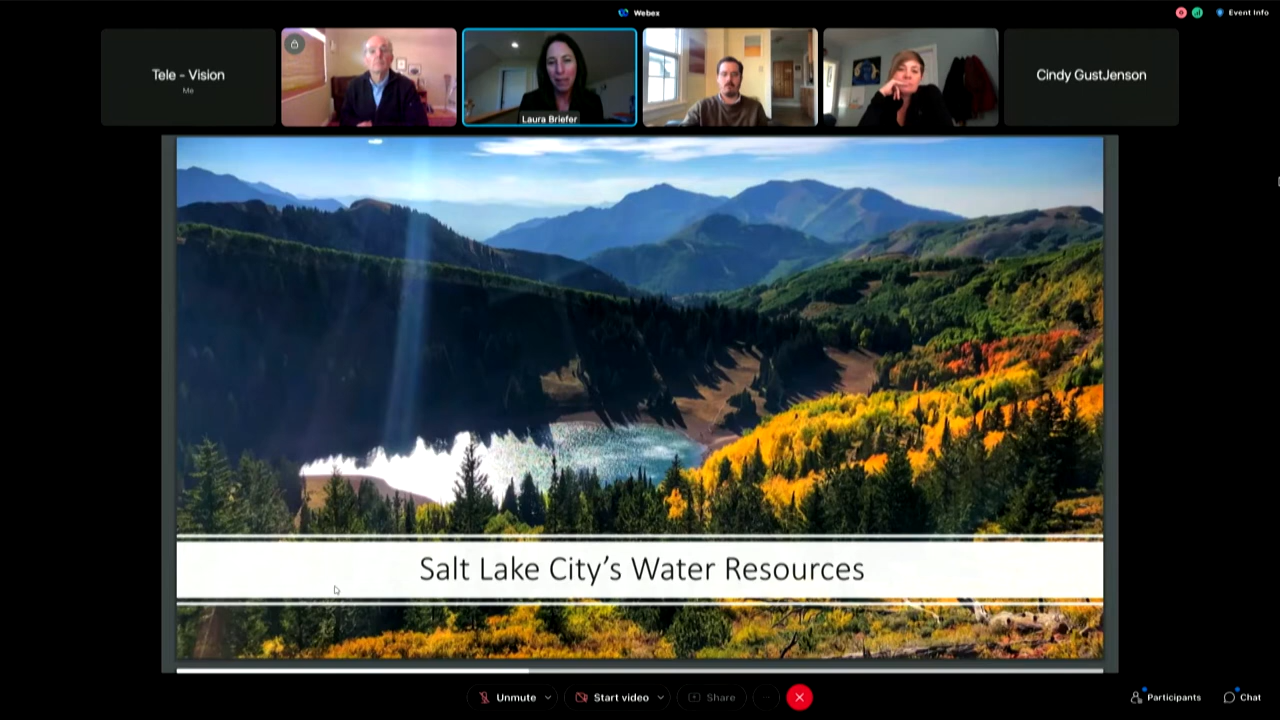 Webex
Event Info
Tele - Vision
Me
Laura Briefer
Cindy GustJenson
Salt Lake City’s Water Resources
Unmute
Start video
Share
Participants
Chat